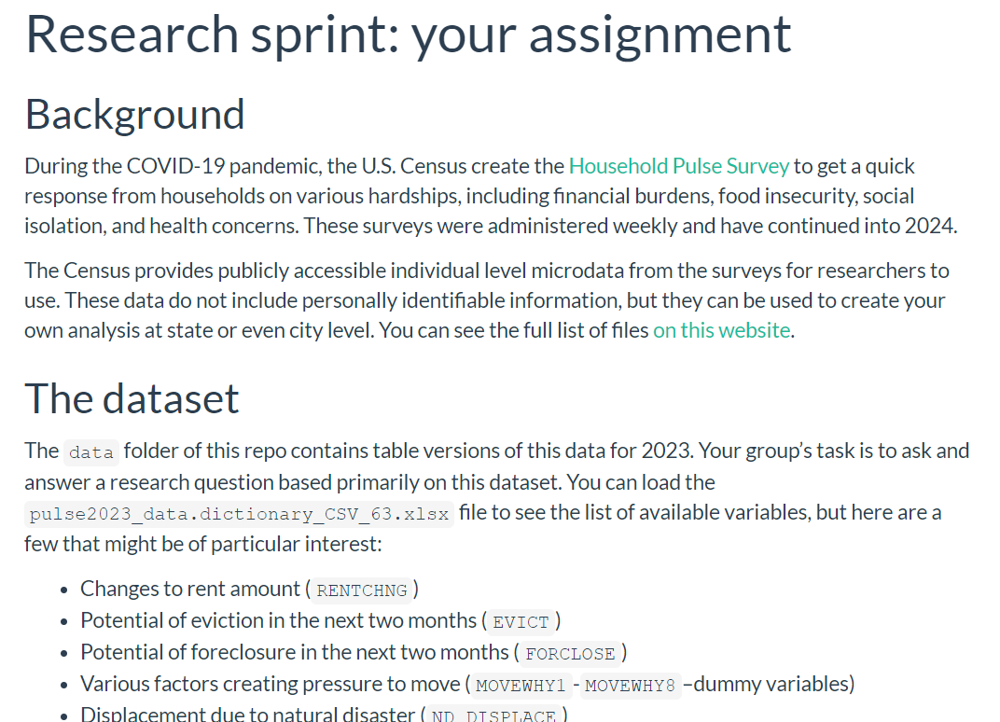 Research sprint: your assignment
Background
During the COVID-19 pandemic, the U.S. Census create the Household Pulse Survey to get a quick
response from households on various hardships, including financial burdens, food insecurity, social
isolation, and health concerns. These surveys were administered weekly and have continued into 2024.
The Census provides publicly accessible individual level microdata from the surveys for researchers to
use. These data do not include personally identifiable information, but they can be used to create your
own analysis at state or even city level. You can see the full list of files on this website.
The dataset
The data folder of this repo contains table versions of this data for 2023. Your group’s task is to ask and
answer a research question based primarily on this dataset. You can load the
pulse2023_data.dictionary_CSV_63.xlsx file to see the list of available variables, but here are a
few that might be of particular interest:
• Changes to rent amount ( RENTCHNG )
• Potential of eviction in the next two months ( EVICT )
• Potential of foreclosure in the next two months ( FORCLOSE )
• Various factors creating pressure to move ( MOVEWHY1 - MOVEWHY8 –dummy variables)
• Displacement due to natural disaster ( ND_DISPLACE )